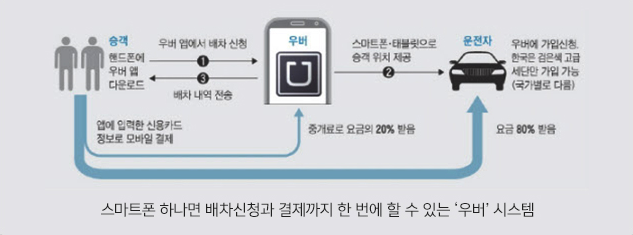 승객
핸드폰에
우버 앱
다운로드
우버 앱에서 배차 신청
❶
❸
배차 내역 전송
우버
U
스마트폰·태블릿으로
승객 위치 제공
❷
운전자
우버에 가입신청.
한국은 검은색 고급
세단만 가입 가능
(국가별로 다름)
앱에 입력한 신용카드
정보로 모바일 결제
중개료로 요금의 20% 받음
요금 80% 받음
스마트폰 하나면 배차신청과 결제까지 한 번에 할 수 있는 ‘우버’ 시스템